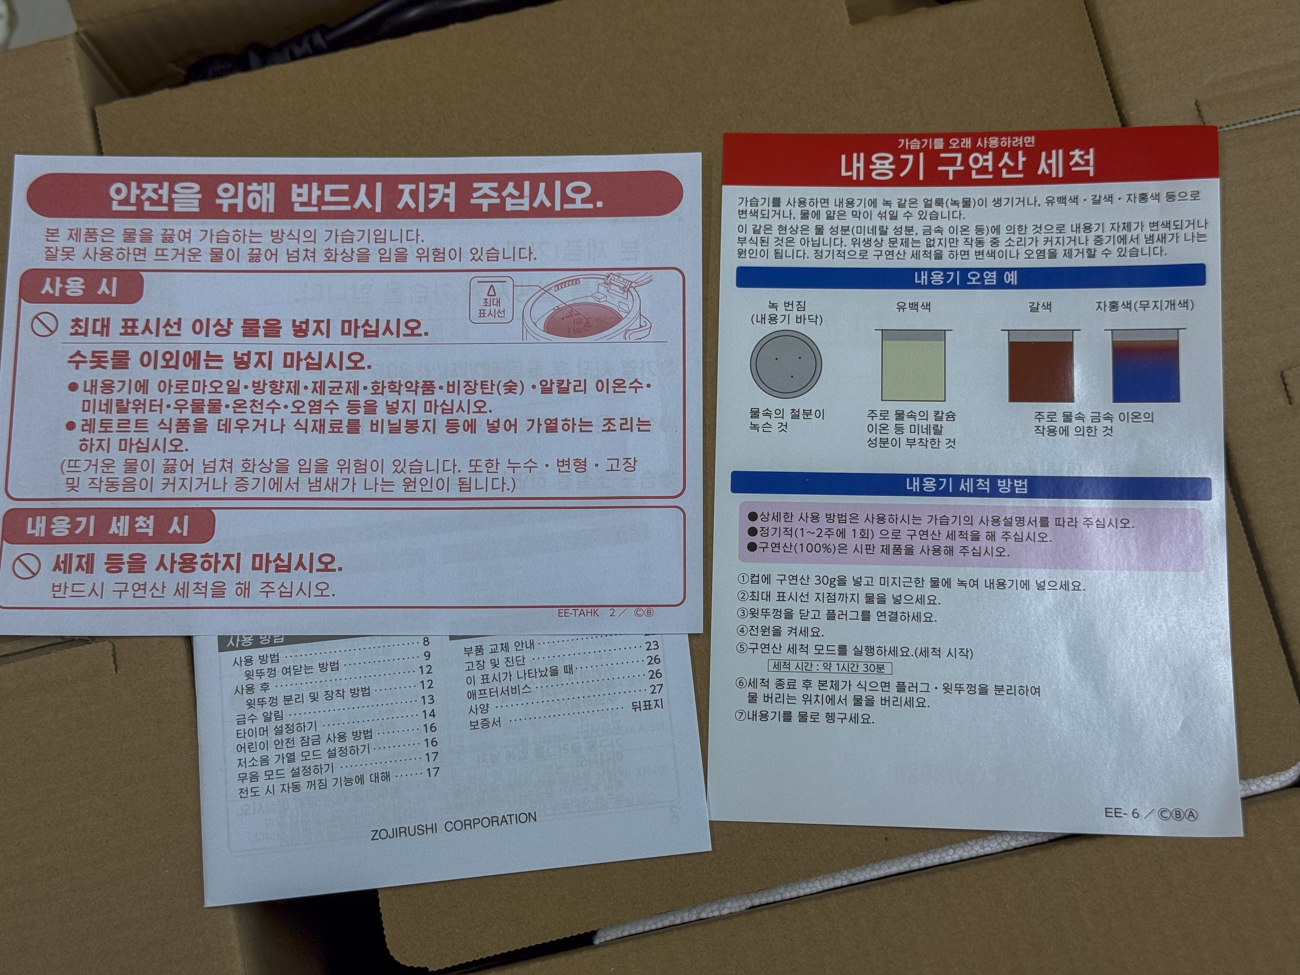 안전을 위해 반드시 지켜 주십시오.
본 제품은 물을 끓여 가습하는 방식의 가습기입니다.
잘못 사용하면 뜨거운 물이 끓어 넘쳐 화상을 입을 위험이 있습니다.
사용 시
최대
표시선
최대 표시선 이상 물을 넣지 마십시오.
수돗물 이외에는 넣지 마십시오.
●내용기에 아로마오일·방향제·제균제·화학약품·비장탄(숯)·알칼리 이온수·
미네랄워터·우물물·온천수·오염수 등을 넣지 마십시오.
●레토르트 식품을 데우거나 식재료를 비닐봉지 등에 넣어 가열하는 조리는
하지 마십시오.
(뜨거운 물이 끓어 넘쳐 화상을 입을 위험이 있습니다. 또한 누수·변형·고장
및 작동음이 커지거나 증기에서 냄새가 나는 원인이 됩니다.)
내용기 세척 시
세제 등을 사용하지 마십시오.
반드시 구연산 세척을 해 주십시오.
EE-TAHK 2／ ⒸⒷ
사용 방법
사용 방법 8
윗뚜껑 여닫는 방법 9
사용 후 12
윗뚜껑 분리 및 장착 방법 12
급수 알림 13
타이머 설정하기 14
어린이 안전 잠금 사용 방법 16
저소음 가열 모드 설정하기 16
무음 모드 설정하기 17
전도 시 자동 꺼짐 기능에 대해 17
부품 교체 안내 23
고장 및 진단 26
이 표시가 나타났을 때 26
애프터서비스 27
사양 뒤표지
보증서
ZOJIRUSHI CORPORATION
가습기를 오래 사용하려면
내용기 구연산 세척
가습기를 사용하면 내용기에 녹 같은 얼룩(녹물)이 생기거나, 유백색·갈색·자홍색 등으로
변색되거나, 물에 얇은 막이 섞일 수 있습니다.
이 같은 현상은 물 성분(미네랄 성분, 금속 이온 등)에 의한 것으로 내용기 자체가 변색되거나
부식된 것은 아닙니다. 위생상 문제는 없지만 작동 중 소리가 커지거나 증기에서 냄새가 나는
원인이 됩니다. 정기적으로 구연산 세척을 하면 변색이나 오염을 제거할 수 있습니다.
내용기 오염 예
녹 번짐
(내용기 바닥)
유백색
갈색
자홍색(무지개색)
물속의 철분이
녹슨 것
주로 물속의 칼슘
이온 등 미네랄
성분이 부착한 것
주로 물속 금속 이온의
작용에 의한 것
내용기 세척 방법
●상세한 사용 방법은 사용하시는 가습기의 사용설명서를 따라 주십시오.
●정기적(1~2주에 1회) 으로 구연산 세척을 해 주십시오.
●구연산(100%)은 시판 제품을 사용해 주십시오.
①컵에 구연산 30g을 넣고 미지근한 물에 녹여 내용기에 넣으세요.
②최대 표시선 지점까지 물을 넣으세요.
③윗뚜껑을 닫고 플러그를 연결하세요.
④전원을 켜세요.
⑤구연산 세척 모드를 실행하세요.(세척 시작)
세척 시간 : 약 1시간 30분
⑥세척 종료 후 본체가 식으면 플러그·윗뚜껑을 분리하여
물 버리는 위치에서 물을 버리세요.
⑦내용기를 물로 헹구세요.
EE- 6／ⒸⒷⒶ